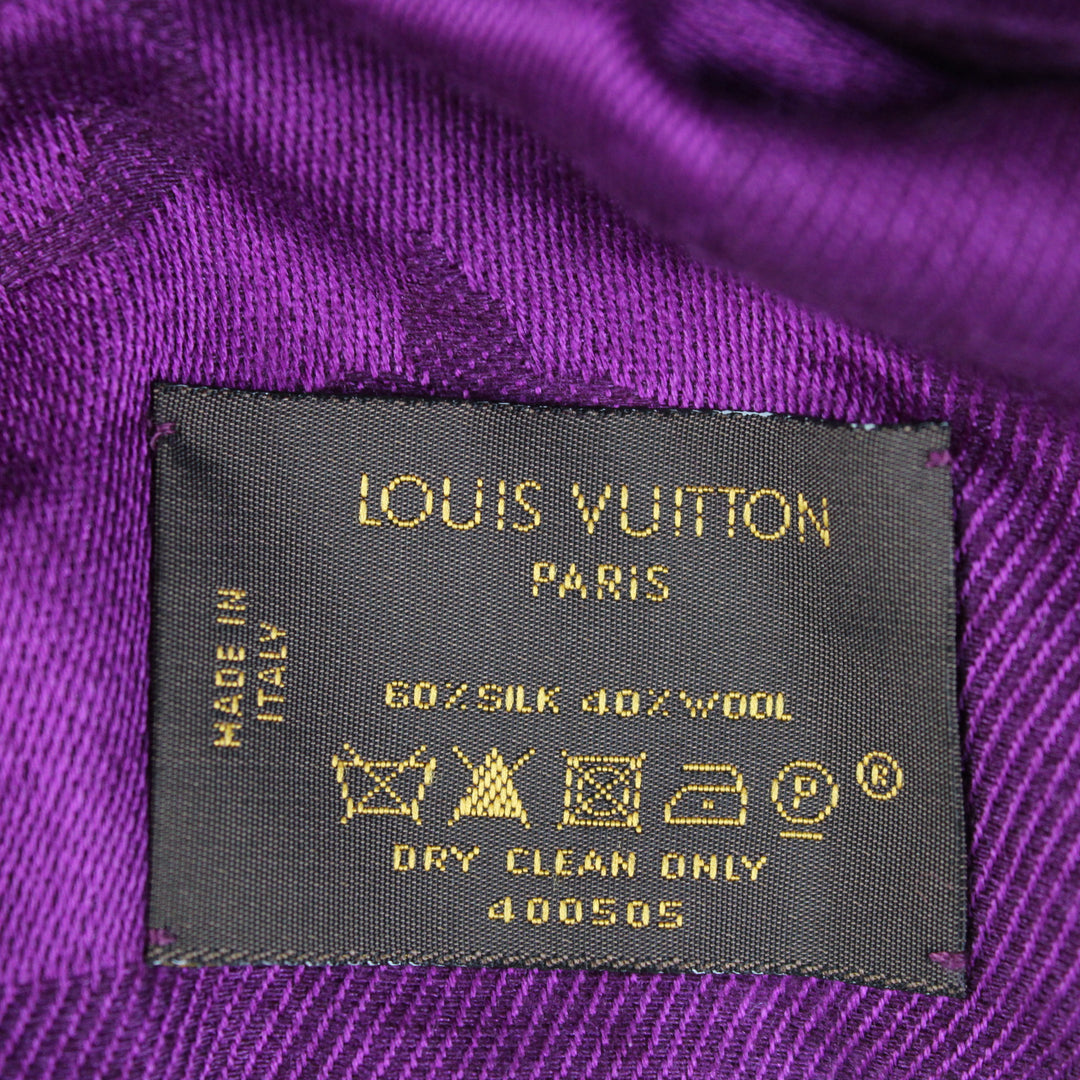 LOUIS VUITTON
PARIS
MADE IN
ITALY
60% SILK 40% WOOL
P ®
DRY CLEAN ONLY
400505